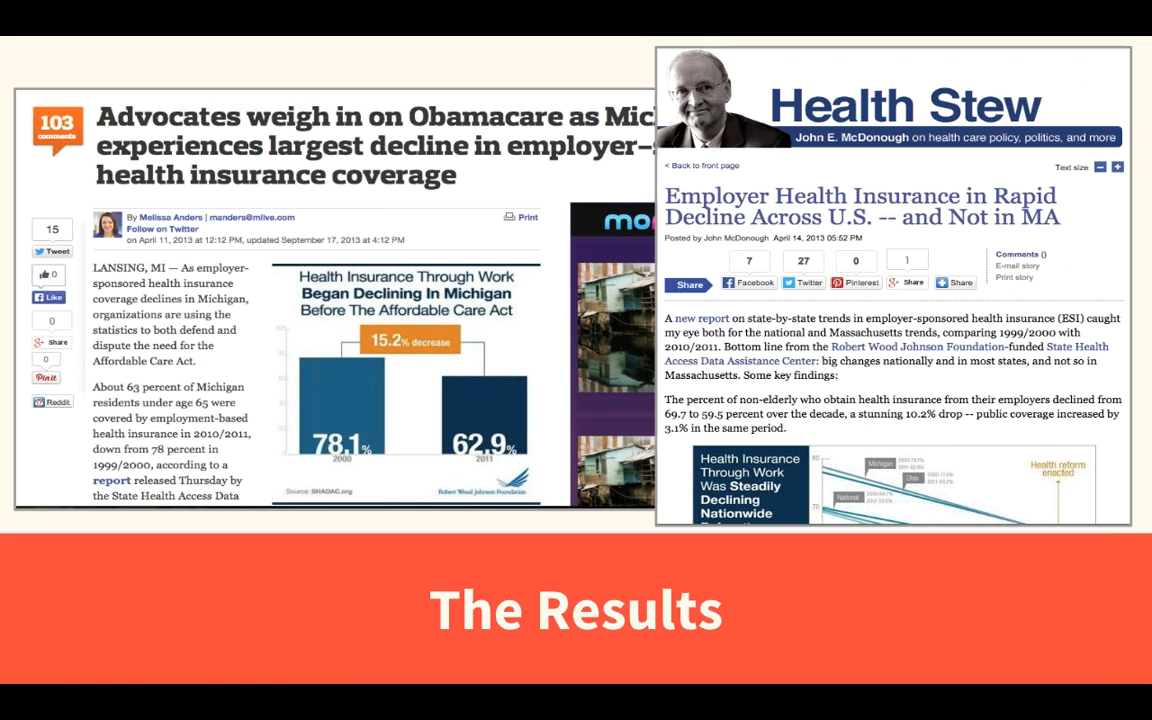 103
comments
Advocates weigh in on Obamacare as Mic
experiences largest decline in employer-
health insurance coverage
15
Tweet
0
Like
0
Share
0
Pin it
Reddit
By Melissa Anders | manders@mlive.com
Follow on Twitter
on April 11, 2013 at 12:12 PM, updated September 17, 2013 at 4:12 PM
Print
LANSING, MI — As employer-
sponsored health insurance
coverage declines in Michigan,
organizations are using the
statistics to both defend and
dispute the need for the
Affordable Care Act.
About 63 percent of Michigan
residents under age 65 were
covered by employment-based
health insurance in 2010/2011,
down from 78 percent in
1999/2000, according to a
report released Thursday by
the State Health Access Data
Health Insurance Through Work
Began Declining In Michigan
Before The Affordable Care Act
15.2% decrease
78.1%
62.9%
2000
2011
Source: SHADAC.org
Robert Wood Johnson Foundation
mo
Health Stew
John E. McDonough on health care policy, politics, and more
< Back to front page
Text size
Employer Health Insurance in Rapid
Decline Across U.S. -- and Not in MA
Posted by John McDonough April 14, 2013 05:52 PM
Share
7
Facebook
27
Twitter
0
Pinterest
1
Share
Share
Comments ()
E-mail story
Print story
A new report on state-by-state trends in employer-sponsored health insurance (ESI) caught
my eye both for the national and Massachusetts trends, comparing 1999/2000 with
2010/2011. Bottom line from the Robert Wood Johnson Foundation-funded State Health
Access Data Assistance Center: big changes nationally and in most states, and not so in
Massachusetts. Some key findings:
The percent of non-elderly who obtain health insurance from their employers declined from
69.7 to 59.5 percent over the decade, a stunning 10.2% drop -- public coverage increased by
3.1% in the same period.
Health Insurance
Through Work
Was Steadily
Declining
Nationwide
80
70
Michigan
Ohio
National
Health reform
enacted
The Results